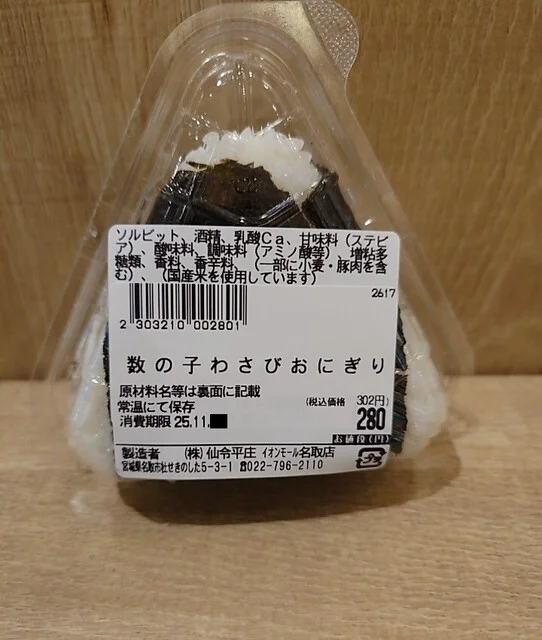 ソルビット、酒精、乳酸Ca、甘味料(ステビ
ア)、酸味料、調味料(アミノ酸等)、増粘多
糖類、香料、香辛料、(一部に小麦・豚肉を含
む)、(国産米を使用しています)
2617
2 303210 002801
数の子わさびおにぎり
原材料名等は裏面に記載
常温にて保存
(税込価格 302円)
消費期限 25.11.
280
お値段(円)
製造者 (株)仙令平庄 イオンモール名取店
宮城県名取市杜せきのした5-3-1 ☎022-796-2110